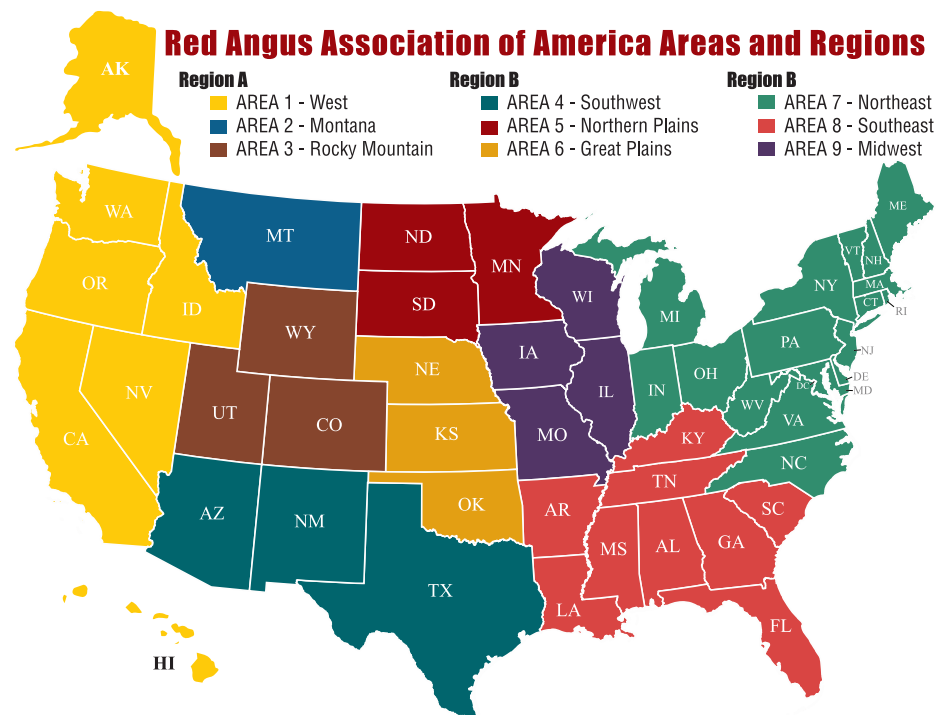 Red Angus Association of America Areas and Regions
Region A
AREA 1 - West
AREA 2 - Montana
AREA 3 - Rocky Mountain
Region B
AREA 4 - Southwest
AREA 5 - Northern Plains
AREA 6 - Great Plains
Region B
AREA 7 - Northeast
AREA 8 - Southeast
AREA 9 - Midwest
AK
WA
OR
ID
MT
WY
NV
CA
UT
CO
AZ
NM
ND
SD
MN
NE
KS
OK
TX
WI
IA
IL
MO
MI
IN
OH
KY
TN
AR
LA
MS
AL
GA
SC
FL
NC
VA
WV
DC
PA
NY
VT
NH
ME
MA
CT
RI
NJ
DE
MD
HI